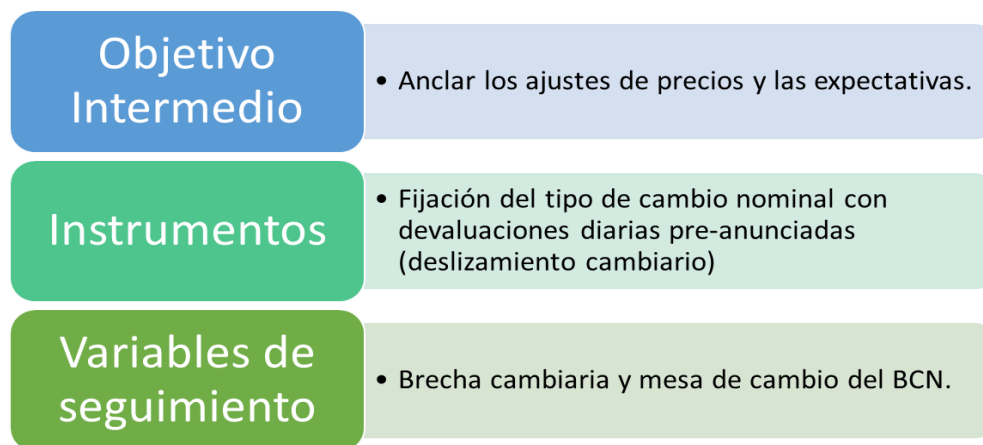 Objetivo
Intermedio
• Anclar los ajustes de precios y las expectativas.
Instrumentos
• Fijación del tipo de cambio nominal con
devaluaciones diarias pre-anunciadas
(deslizamiento cambiario)
Variables de
seguimiento
• Brecha cambiaria y mesa de cambio del BCN.